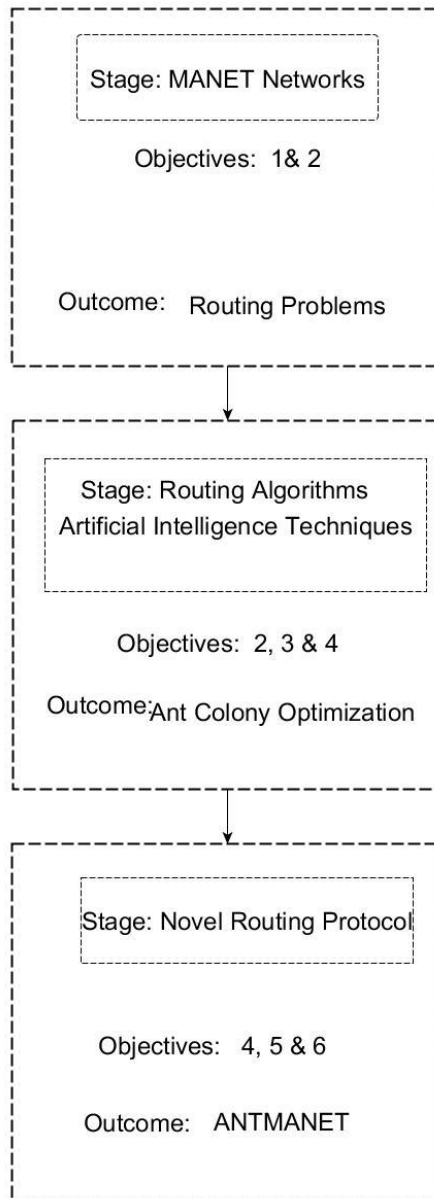 Stage: MANET Networks
Objectives: 1& 2
Outcome: Routing Problems
Stage: Routing Algorithms
Artificial Intelligence Techniques
Objectives: 2, 3 & 4
Outcome: Ant Colony Optimization
Stage: Novel Routing Protocol
Objectives: 4, 5 & 6
Outcome: ANTMANET